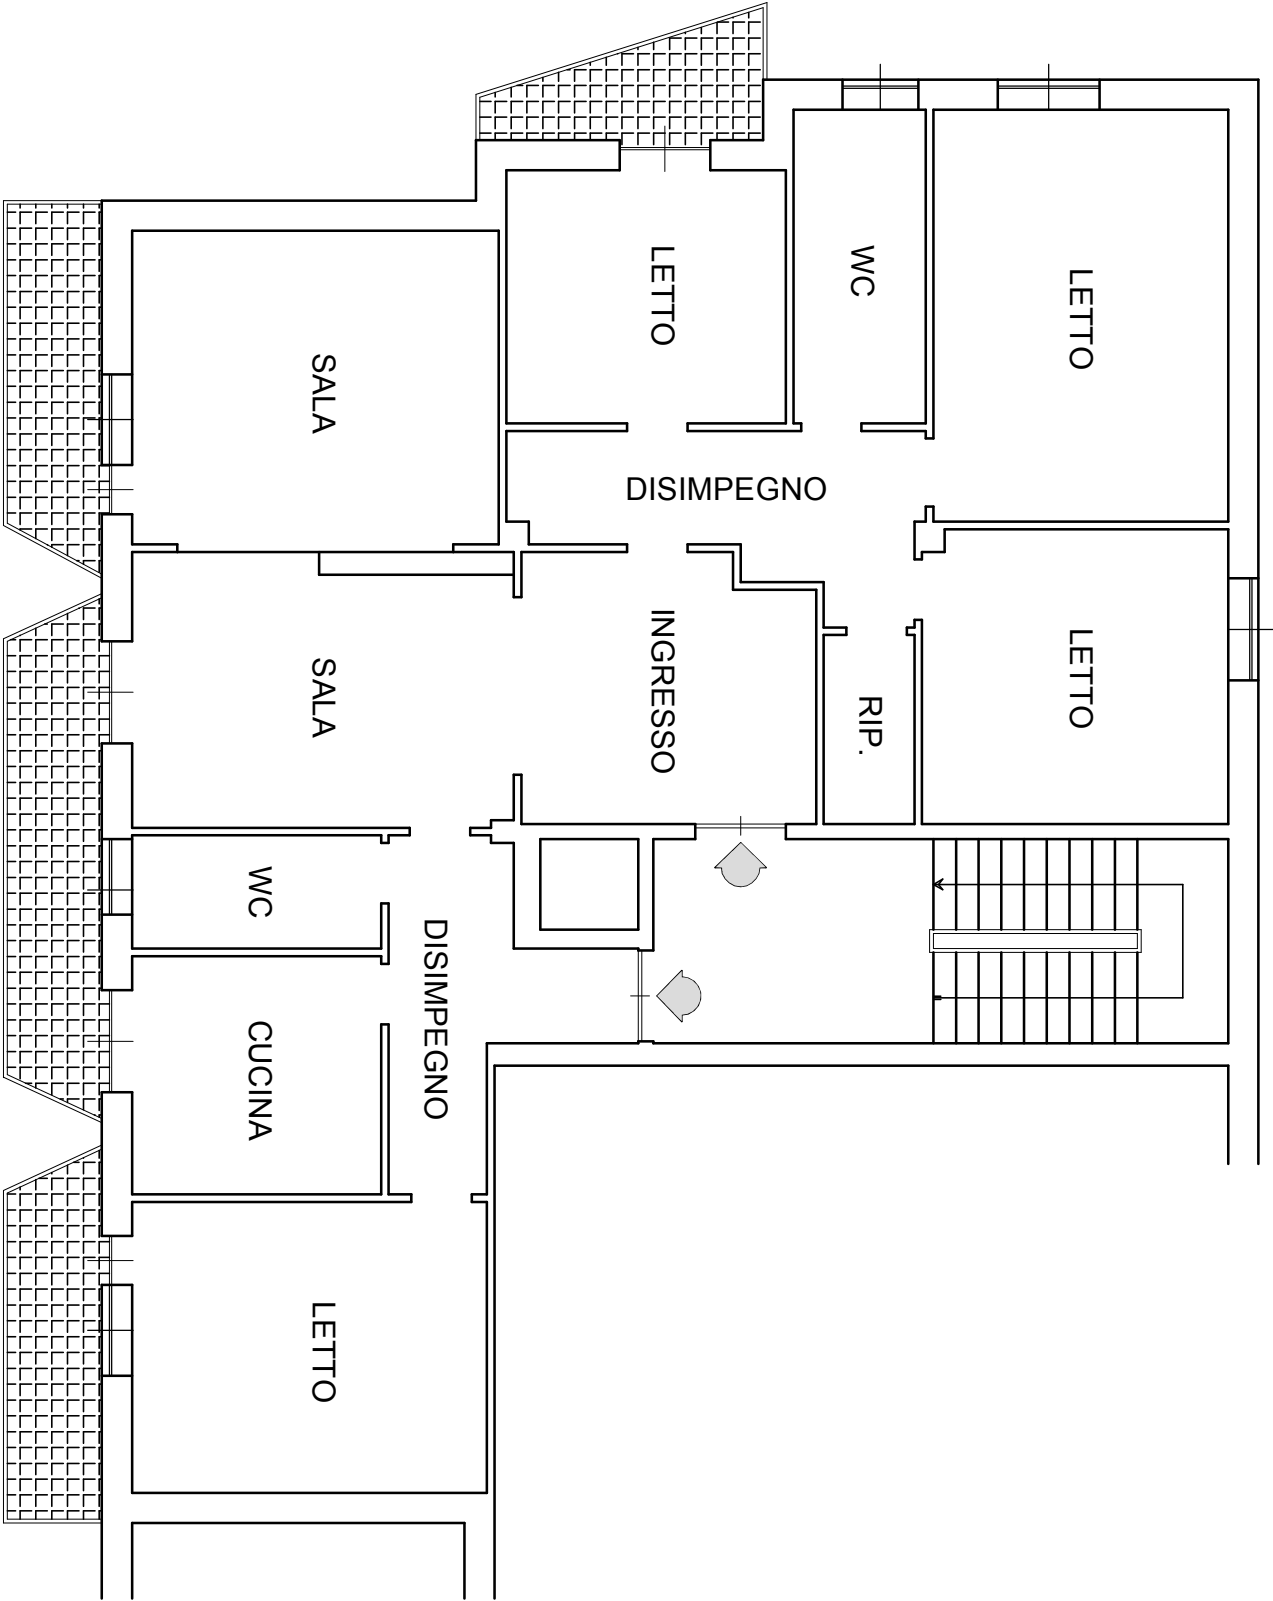 LETTO
WC
LETTO
SALA
DISIMPEGNO
LETTO
INGRESSO
SALA
RIP.
WC
DISIMPEGNO
CUCINA
LETTO